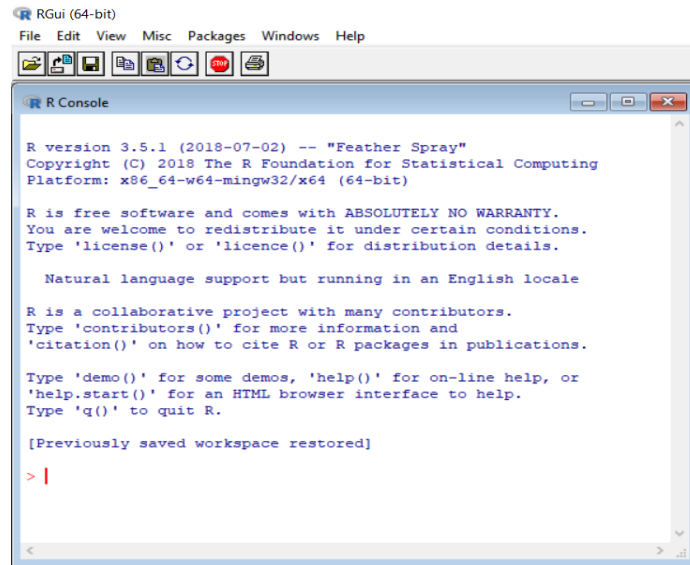 RGui (64-bit)
File Edit View Misc Packages Windows Help
STOP
R Console
R version 3.5.1 (2018-07-02) -- "Feather Spray"
Copyright (C) 2018 The R Foundation for Statistical Computing
Platform: x86_64-w64-mingw32/x64 (64-bit)
R is free software and comes with ABSOLUTELY NO WARRANTY.
You are welcome to redistribute it under certain conditions.
Type 'license()' or 'licence()' for distribution details.
Natural language support but running in an English locale
R is a collaborative project with many contributors.
Type 'contributors()' for more information and
'citation()' on how to cite R or R packages in publications.
Type 'demo()' for some demos, 'help()' for on-line help, or
'help.start()' for an HTML browser interface to help.
Type 'q()' to quit R.
[Previously saved workspace restored]
>